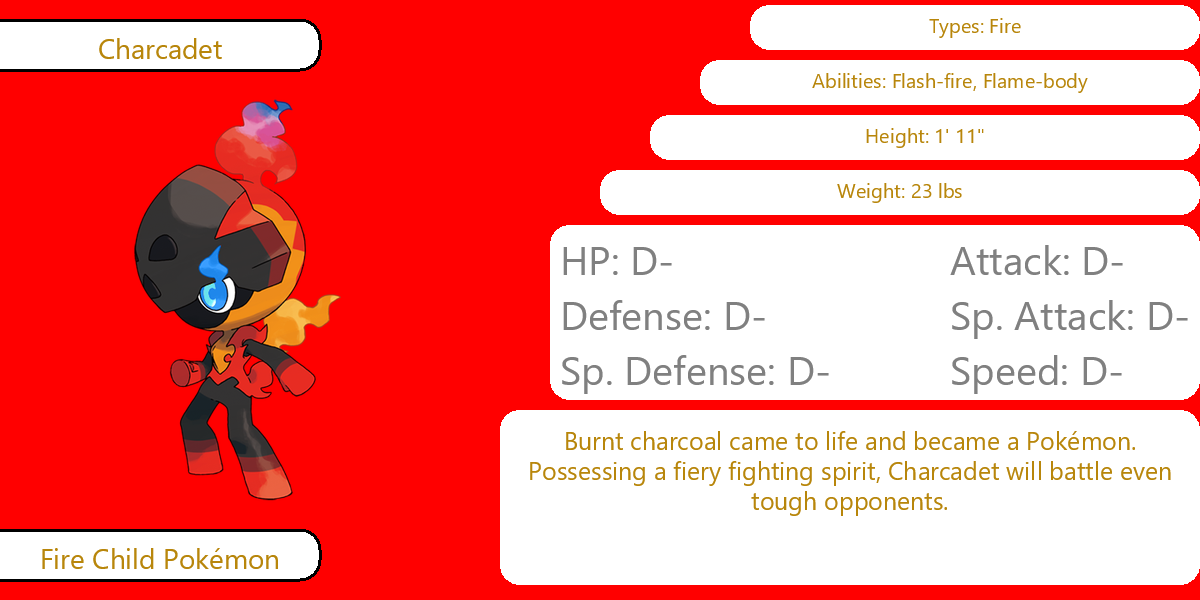 Charcadet
Types: Fire
Abilities: Flash-fire, Flame-body
Height: 1' 11"
Weight: 23 lbs
HP: D-
Attack: D-
Defense: D-
Sp. Attack: D-
Sp. Defense: D-
Speed: D-
Burnt charcoal came to life and became a Pokémon.
Possessing a fiery fighting spirit, Charcadet will battle even
tough opponents.
Fire Child Pokémon